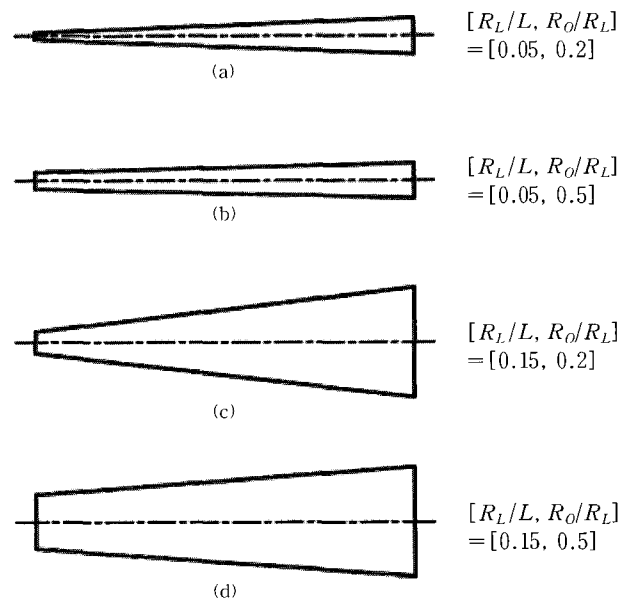 [R_L/L, R_O/R_L]
=[0.05, 0.2]
(a)
[R_L/L, R_O/R_L]
=[0.05, 0.5]
(b)
[R_L/L, R_O/R_L]
=[0.15, 0.2]
(c)
[R_L/L, R_O/R_L]
=[0.15, 0.5]
(d)